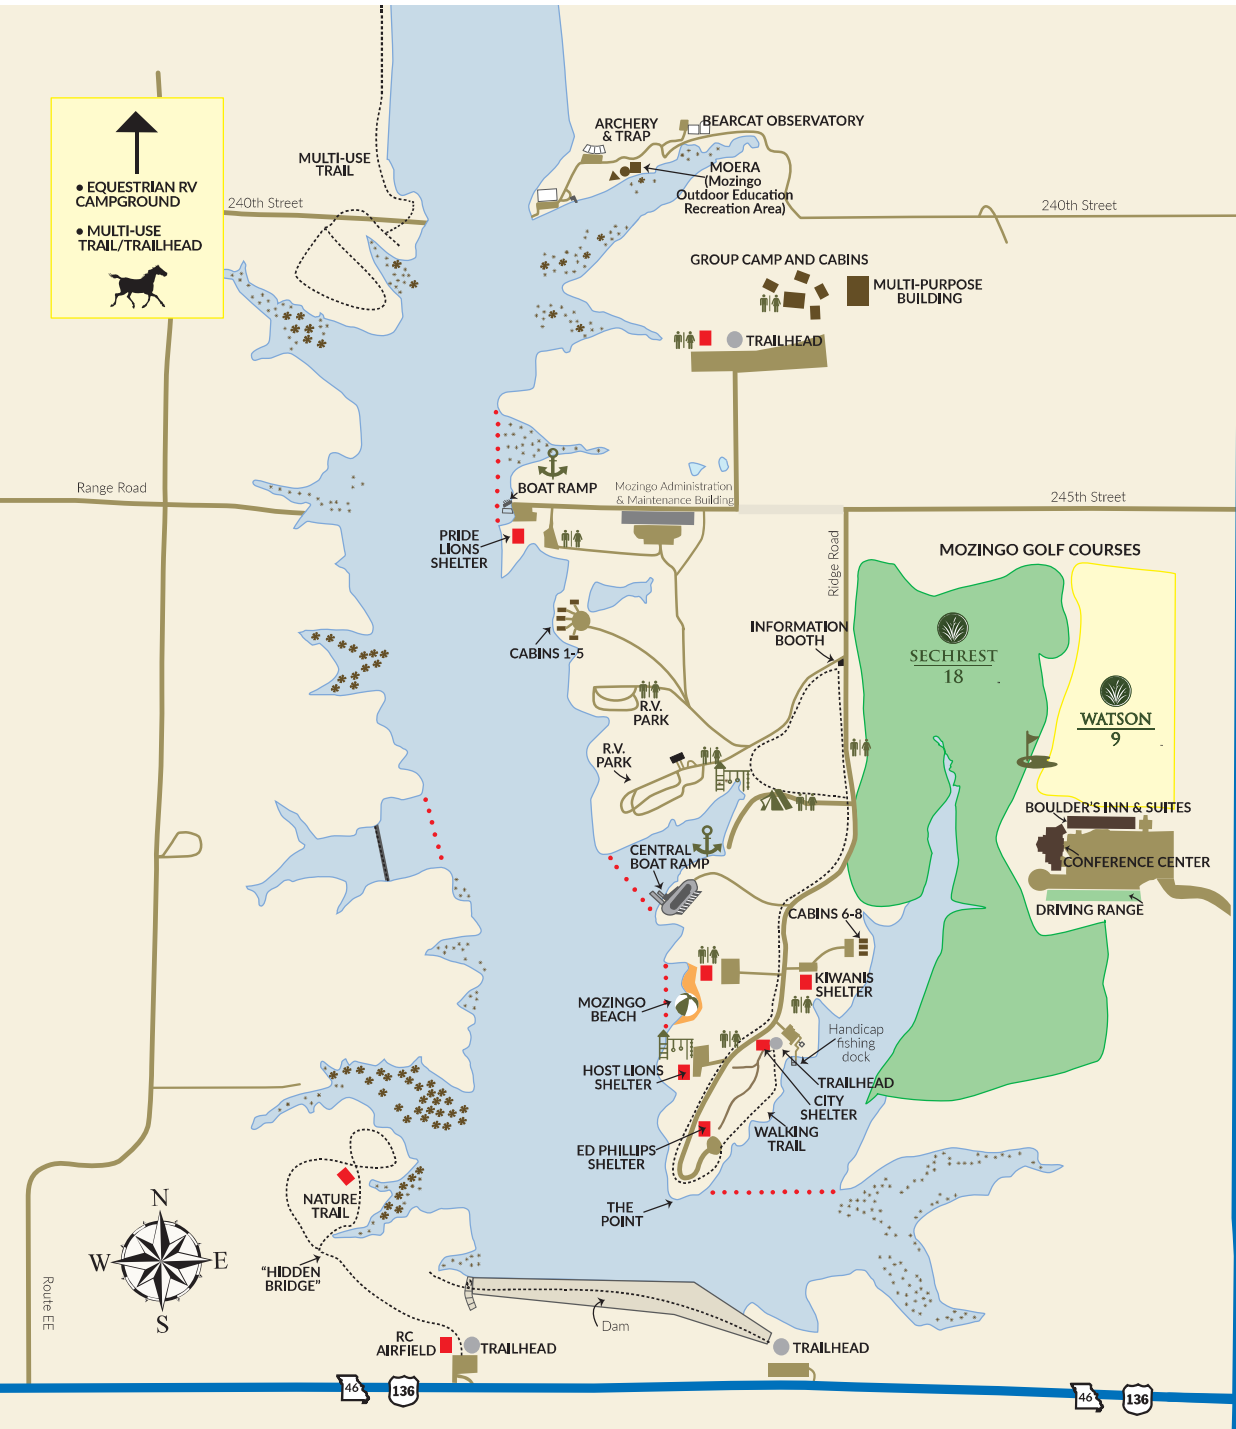 ARCHERY
& TRAP
BEARCAT OBSERVATORY
MULTI-USE
TRAIL
MOERA
(Mozingo
Outdoor Education
Recreation Area)
• EQUESTRIAN RV
CAMPGROUND
• MULTI-USE
TRAIL/TRAILHEAD
240th Street
240th Street
GROUP CAMP AND CABINS
MULTI-PURPOSE
BUILDING
TRAILHEAD
Range Road
BOAT RAMP
Mozingo Administration
& Maintenance Building
245th Street
PRIDE
LIONS
SHELTER
Ridge Road
MOZINGO GOLF COURSES
INFORMATION
BOOTH
SECHREST
18
CABINS 1-5
R.V.
PARK
WATSON
9
R.V.
PARK
BOULDER'S INN & SUITES
CENTRAL
BOAT RAMP
CONFERENCE CENTER
DRIVING RANGE
CABINS 6-8
KIWANIS
SHELTER
MOZINGO
BEACH
Handicap
fishing
dock
HOST LIONS
SHELTER
TRAILHEAD
CITY
SHELTER
WALKING
TRAIL
ED PHILLIPS
SHELTER
NATURE
TRAIL
THE
POINT
N
W
E
S
"HIDDEN
BRIDGE"
Route EE
Dam
RC
AIRFIELD
TRAILHEAD
TRAILHEAD
46
136
46
136